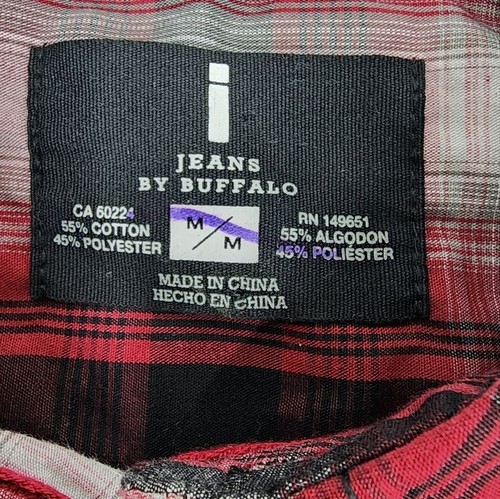 i
JEANS
BY BUFFALO
CA 60224
55% COTTON
45% POLYESTER
M/M
RN 149651
55% ALGODON
45% POLIÉSTER
MADE IN CHINA
HECHO EN CHINA